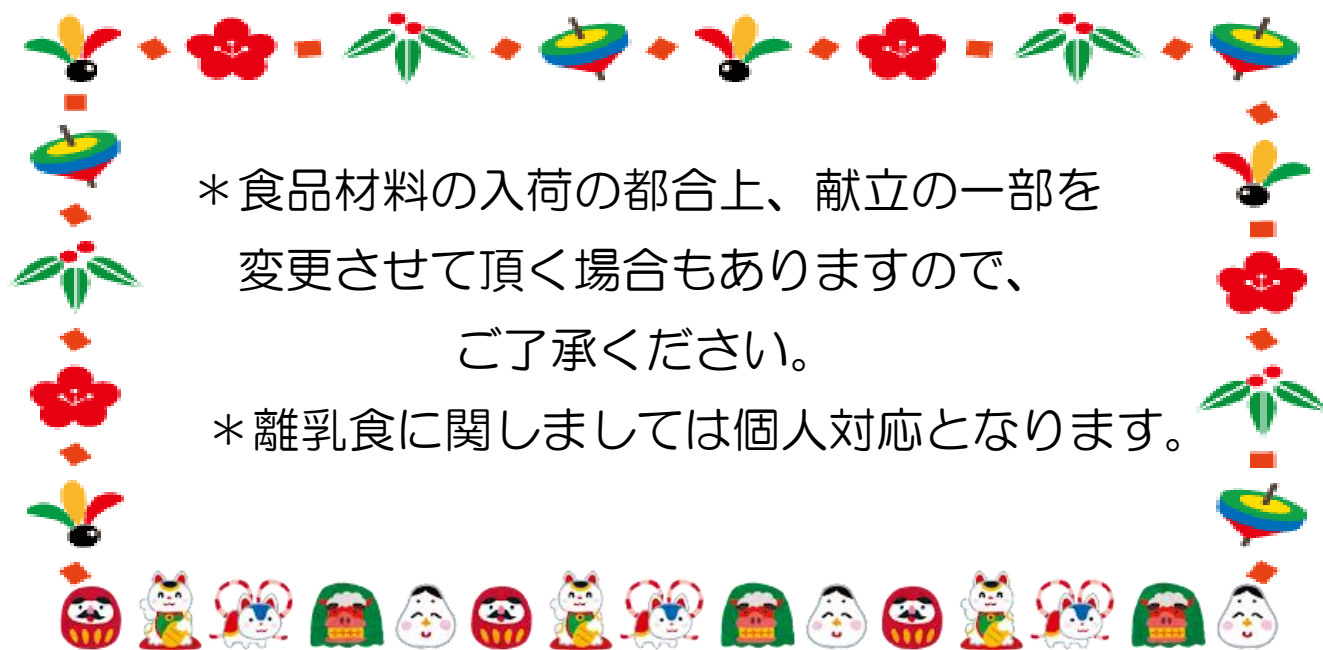 ＊食品材料の入荷の都合上、献立の一部を
変更させて頂く場合もありますので、
ご了承ください。
＊離乳食に関しましては個人対応となります。